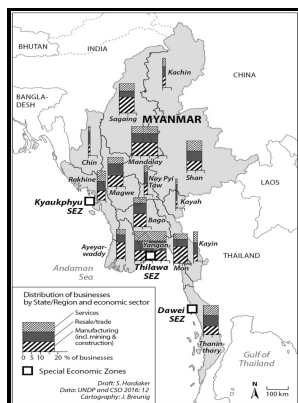 BHUTAN
INDIA
CHINA
BANGLA-
DESH
Kachin
Sagaing
MYANMAR
Mandalay
Shan
Chin
Rakhine
Magwe
Nay Pyi
Taw
LAOS
Kayah
Kyaukphyu
SEZ
Bago
Ayeyar-
waddy
Yangon
Kayin
Mon
Thilawa
SEZ
THAILAND
Andaman
Sea
Dawei
SEZ
Thanin-
thary
Gulf of
Thailand
Distribution of businesses
by State/Region and economic sector
Services
Resale/trade
Manufacturing
(incl. mining &
construction)
0 5 10 20 % of businesses
Special Economic Zones
Draft: S. Hardaker
Data: UNDP and CSO 2016: 12
Cartography: J. Breunig
N
100 km